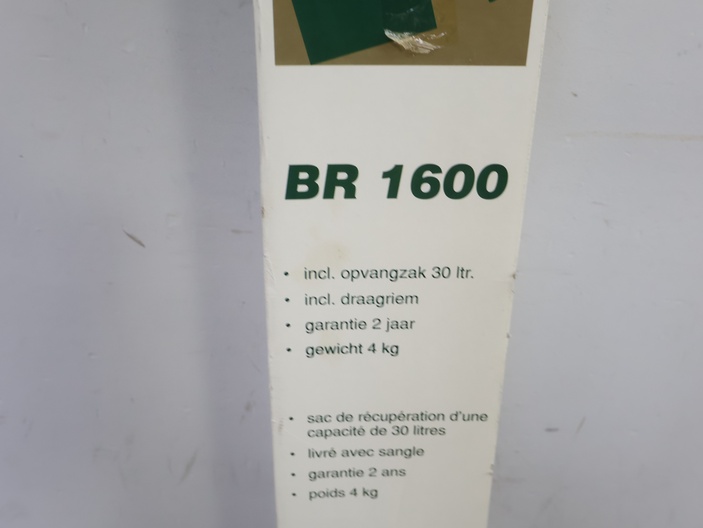 BR 1600
• incl. opvangzak 30 ltr.
• incl. draagriem
• garantie 2 jaar
• gewicht 4 kg
• sac de récupération d'une
capacité de 30 litres
• livré avec sangle
• garantie 2 ans
• poids 4 kg